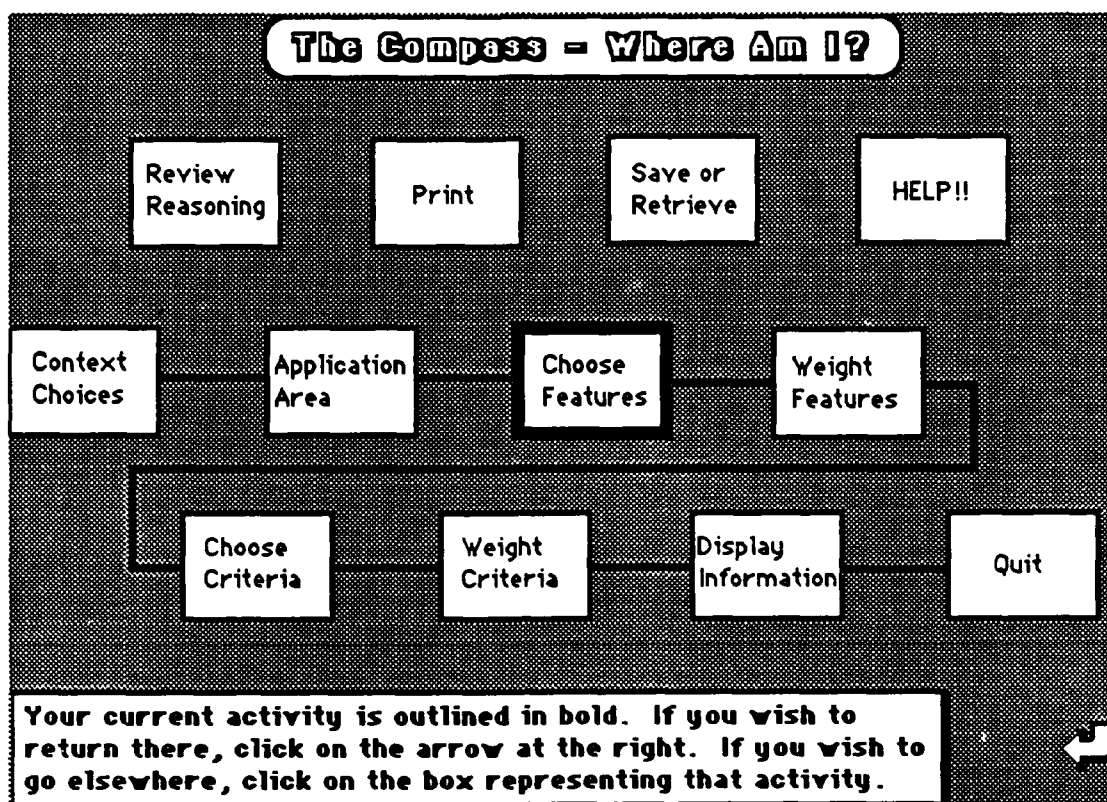 The Compass - Where Am I?
Review
Reasoning
Print
Save or
Retrieve
HELP!!
Context
Choices
Application
Area
Choose
Features
Weight
Features
Choose
Criteria
Weight
Criteria
Display
Information
Quit
Your current activity is outlined in bold. If you wish to
return there, click on the arrow at the right. If you wish to
go elsewhere, click on the box representing that activity.